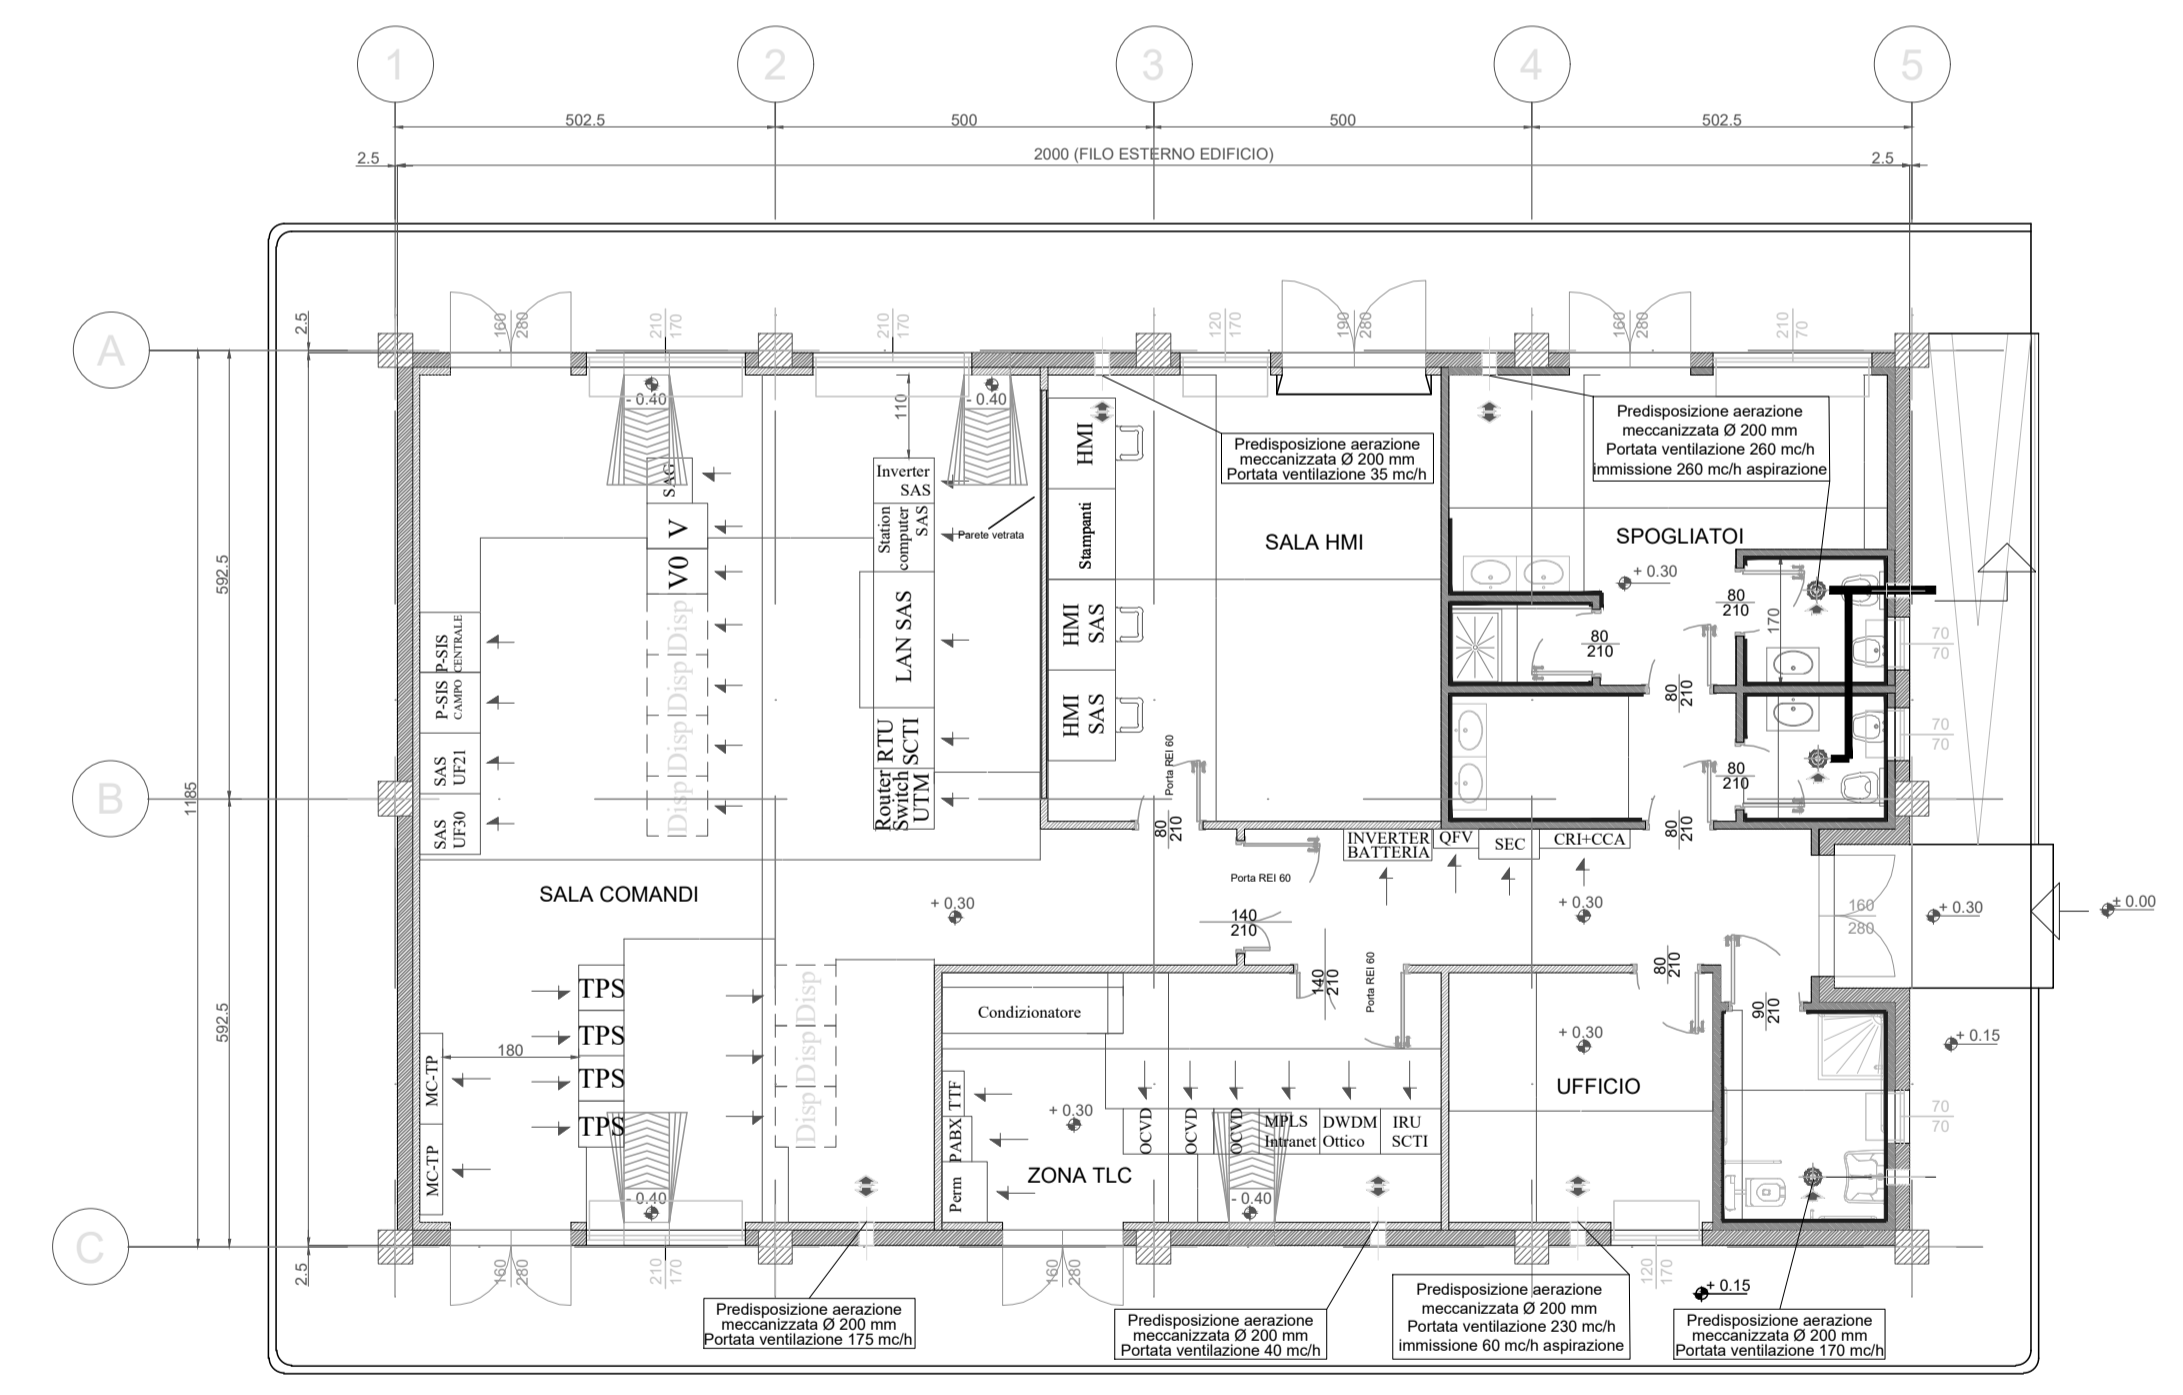 1
2
3
4
5
502.5
500
500
502.5
2.5
2000 (FILO ESTERNO EDIFICIO)
2.5
A
B
C
2.5
592.5
1185
592.5
2.5
160
280
210
170
210
170
120
170
190
280
160
280
210
70
- 0.40
- 0.40
110
SAG
V
V0
Disp
Disp
Disp
Disp
Disp
Disp
Disp
Disp
Inverter
SAS
Station
computer
SAS
LAN SAS
RTU
SCTI
Router
Switch
UTM
Parete vetrata
P-SIS
CENTRALE
P-SIS
CAMPO
SAS
UF21
SAS
UF30
HMI
Stampanti
HMI
SAS
HMI
SAS
Predisposizione aerazione
meccanizzata Ø 200 mm
Portata ventilazione 35 mc/h
SALA HMI
Porta REI 60
80
210
Predisposizione aerazione
meccanizzata Ø 200 mm
Portata ventilazione 260 mc/h
immissione 260 mc/h aspirazione
SPOGLIATOI
+ 0.30
80
210
170
80
210
80
210
80
210
80
210
70
70
70
70
SALA COMANDI
+ 0.30
Porta REI 60
140
210
INVERTER
BATTERIA
QFV
SEC
CRI+CCA
+ 0.30
160
280
+ 0.30
± 0.00
TPS
TPS
TPS
TPS
180
MC-TP
MC-TP
Disp
Disp
Disp
Disp
Disp
Disp
- 0.40
Condizionatore
140
210
Porta REI 60
80
210
90
210
+ 0.15
TTF
PABX
Perm
+ 0.30
ZONA TLC
OCVD
OCVD
OCVD
MPLS
Intranet
DWDM
Ottico
IRU
SCTI
- 0.40
+ 0.30
UFFICIO
70
70
160
280
210
170
160
280
120
170
+ 0.15
Predisposizione aerazione
meccanizzata Ø 200 mm
Portata ventilazione 175 mc/h
Predisposizione aerazione
meccanizzata Ø 200 mm
Portata ventilazione 40 mc/h
Predisposizione aerazione
meccanizzata Ø 200 mm
Portata ventilazione 230 mc/h
immissione 60 mc/h aspirazione
Predisposizione aerazione
meccanizzata Ø 200 mm
Portata ventilazione 170 mc/h